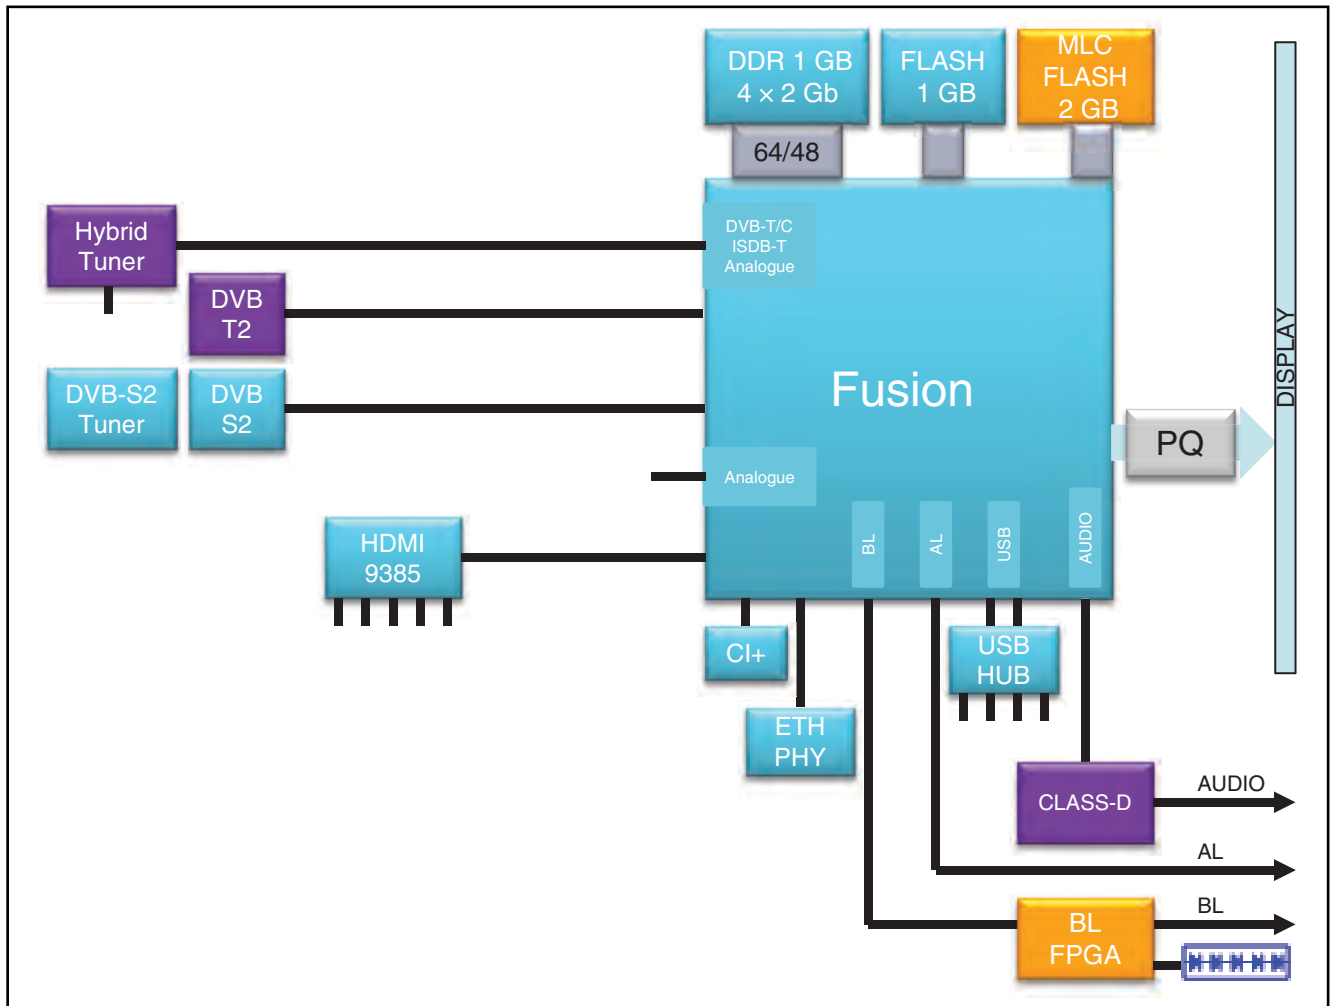 DDR 1 GB
4 × 2 Gb
FLASH
1 GB
MLC
FLASH
2 GB
64/48
Hybrid
Tuner
DVB-T/C
ISDB-T
Analogue
DVB
T2
DVB-S2
Tuner
DVB
S2
Fusion
DISPLAY
PQ
Analogue
HDMI
9385
BL
AL
USB
AUDIO
CI+
USB
HUB
ETH
PHY
CLASS-D
AUDIO
AL
BL
BL
FPGA